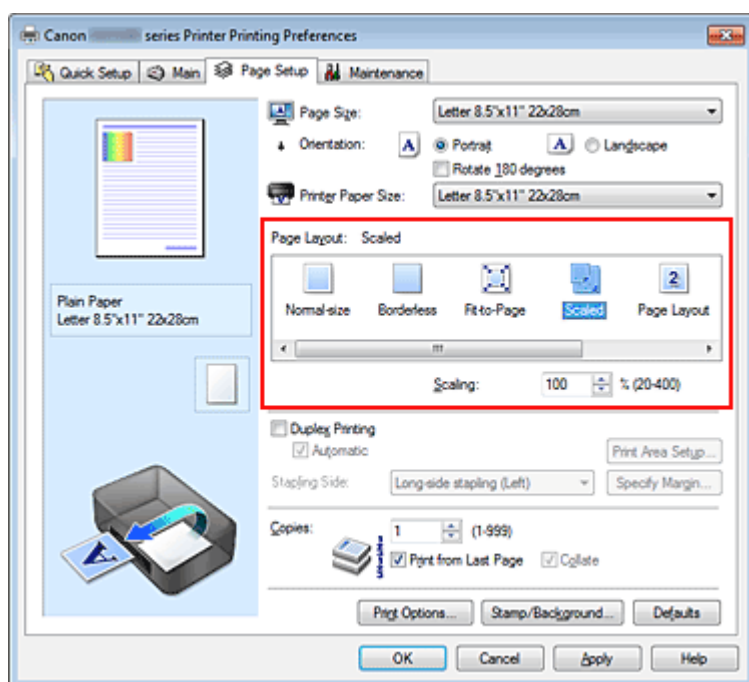 Canon series Printer Printing Preferences
Quick Setup Main Page Setup Maintenance
Page Size: Letter 8.5"x11" 22x28cm
Orientation: A Portrait A Landscape
Rotate 180 degrees
Printer Paper Size: Letter 8.5"x11" 22x28cm
Page Layout: Scaled
Normal-size Borderless Fit-to-Page Scaled Page Layout
Scaling: 100 % (20-400)
Plain Paper
Letter 8.5"x11" 22x28cm
Duplex Printing
Automatic Print Area Setup...
Stapling Side: Long-side stapling (Left) Specify Margin...
Copies: 1 (1-999)
Print from Last Page Collate
Print Options... Stamp/Background... Defaults
OK Cancel Apply Help